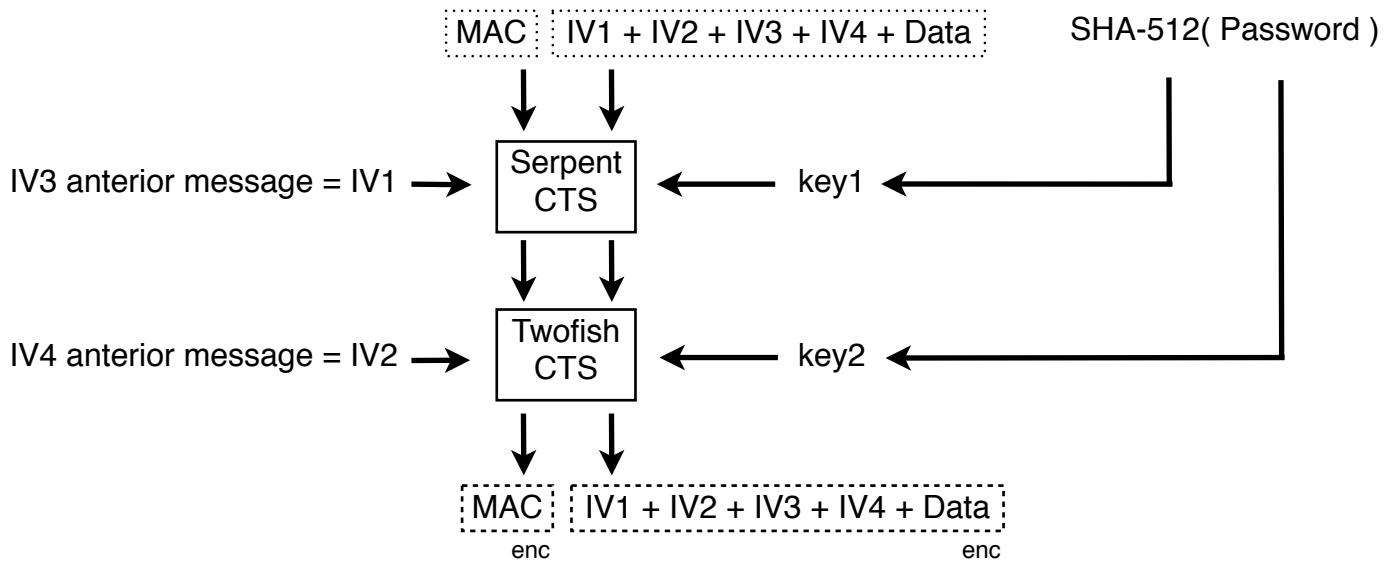 MAC IV1 + IV2 + IV3 + IV4 + Data SHA-512( Password )
Serpent
CTS
IV3 anterior message = IV1
key1
Twofish
CTS
IV4 anterior message = IV2
key2
MAC IV1 + IV2 + IV3 + IV4 + Data
enc enc